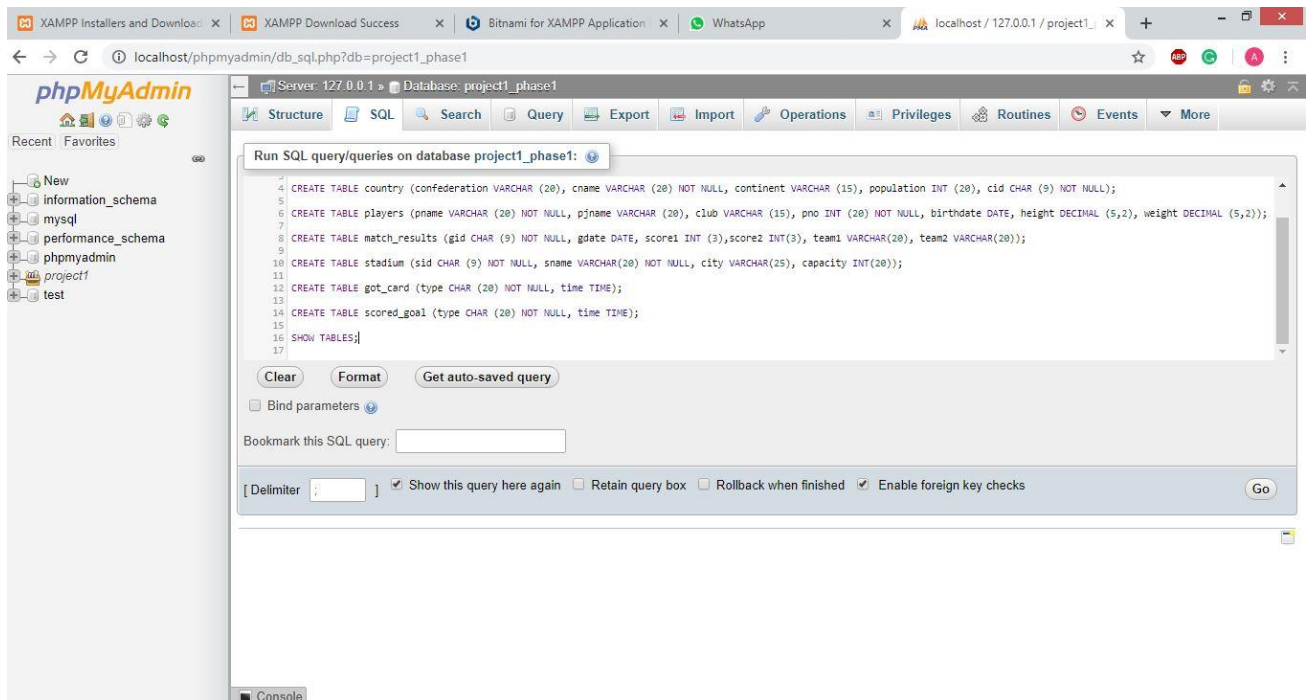 XAMPP Installers and Download
XAMPP Download Success
Bitnami for XAMPP Application
WhatsApp
localhost / 127.0.0.1 / project1_
localhost/phpmyadmin/db_sql.php?db=project1_phase1
ABP
G
A
phpMyAdmin
Recent Favorites
New
information_schema
mysql
performance_schema
phpmyadmin
project1
test
Server: 127.0.0.1 » Database: project1_phase1
Structure SQL Search Query Export Import Operations Privileges Routines Events More
Run SQL query/queries on database project1_phase1:
4 CREATE TABLE country (confederation VARCHAR (20), cname VARCHAR (20) NOT NULL, continent VARCHAR (15), population INT (20), cid CHAR (9) NOT NULL);
5
6 CREATE TABLE players (pname VARCHAR (20) NOT NULL, pjname VARCHAR (20), club VARCHAR (15), pno INT (20) NOT NULL, birthdate DATE, height DECIMAL (5,2), weight DECIMAL (5,2));
7
8 CREATE TABLE match_results (gid CHAR (9) NOT NULL, gdate DATE, score1 INT (3),score2 INT(3), team1 VARCHAR(20), team2 VARCHAR(20));
9
10 CREATE TABLE stadium (sid CHAR (9) NOT NULL, sname VARCHAR(20) NOT NULL, city VARCHAR(25), capacity INT(20));
11
12 CREATE TABLE got_card (type CHAR (20) NOT NULL, time TIME);
13
14 CREATE TABLE scored_goal (type CHAR (20) NOT NULL, time TIME);
15
16 SHOW TABLES;
17
Clear Format Get auto-saved query
Bind parameters
Bookmark this SQL query:
[ Delimiter ; ] Show this query here again Retain query box Rollback when finished Enable foreign key checks Go
Console